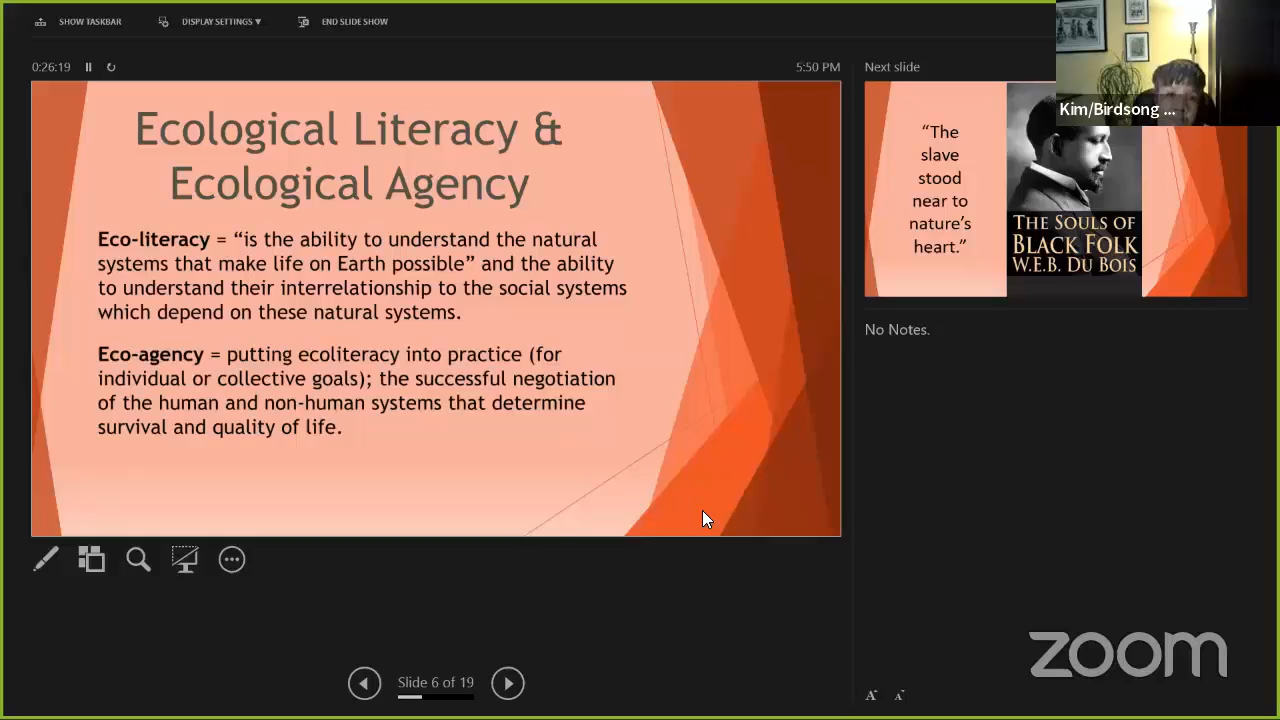 SHOW TASKBAR
DISPLAY SETTINGS ▼
END SLIDE SHOW
0:26:19
5:50 PM
Ecological Literacy &
Ecological Agency
Eco-literacy = “is the ability to understand the natural
systems that make life on Earth possible” and the ability
to understand their interrelationship to the social systems
which depend on these natural systems.
Eco-agency = putting ecoliteracy into practice (for
individual or collective goals); the successful negotiation
of the human and non-human systems that determine
survival and quality of life.
Slide 6 of 19
Next slide
Kim/Birdsong ...
“The
slave
stood
near to
nature’s
heart.”
THE SOULS OF
BLACK FOLK
W.E.B. DU BOIS
No Notes.
zoom
A A